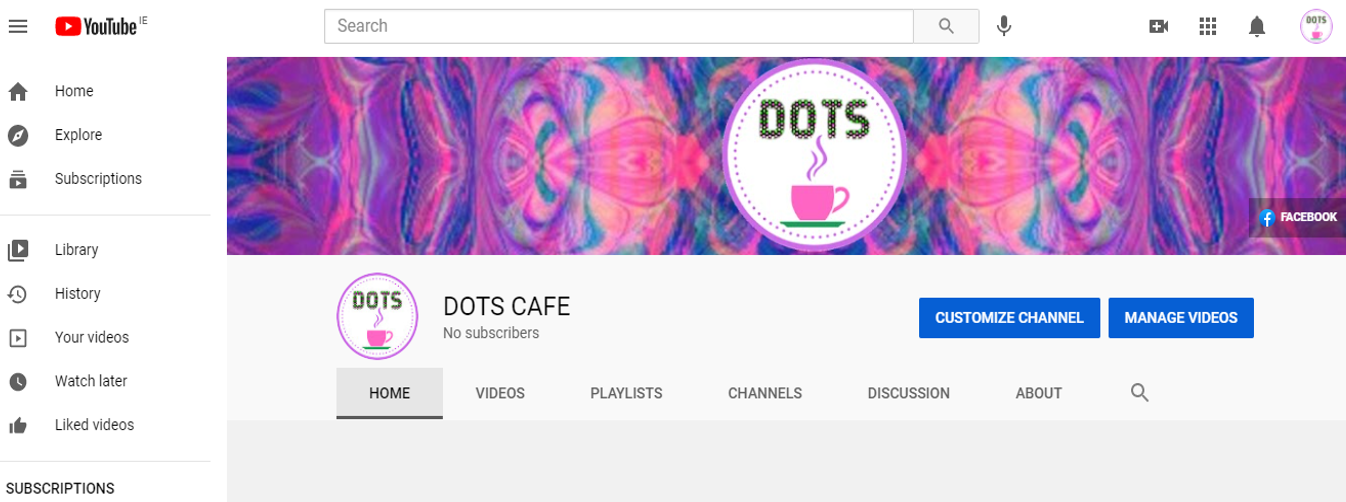 YouTube IE
Search
Home
Explore
Subscriptions
Library
History
Your videos
Watch later
Liked videos
SUBSCRIPTIONS
DOTS
DOTS
FACEBOOK
DOTS
DOTS CAFE
No subscribers
CUSTOMIZE CHANNEL
MANAGE VIDEOS
HOME
VIDEOS
PLAYLISTS
CHANNELS
DISCUSSION
ABOUT